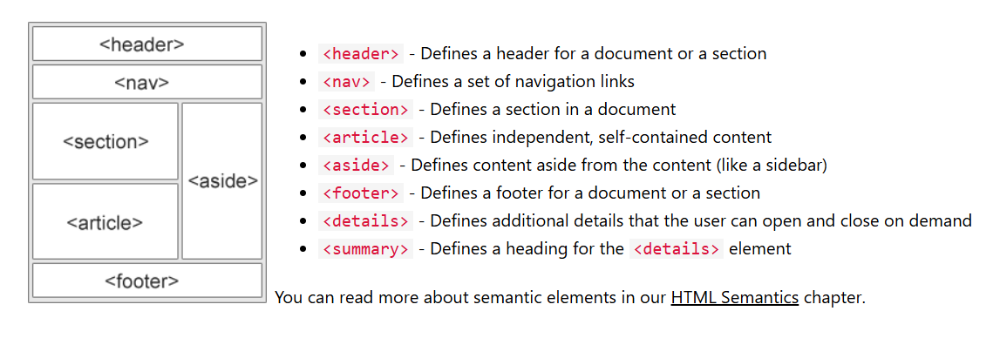 <header>
<nav>
<section>
<aside>
<article>
<footer>
<header> - Defines a header for a document or a section
<nav> - Defines a set of navigation links
<section> - Defines a section in a document
<article> - Defines independent, self-contained content
<aside> - Defines content aside from the content (like a sidebar)
<footer> - Defines a footer for a document or a section
<details> - Defines additional details that the user can open and close on demand
<summary> - Defines a heading for the <details> element
You can read more about semantic elements in our HTML Semantics chapter.